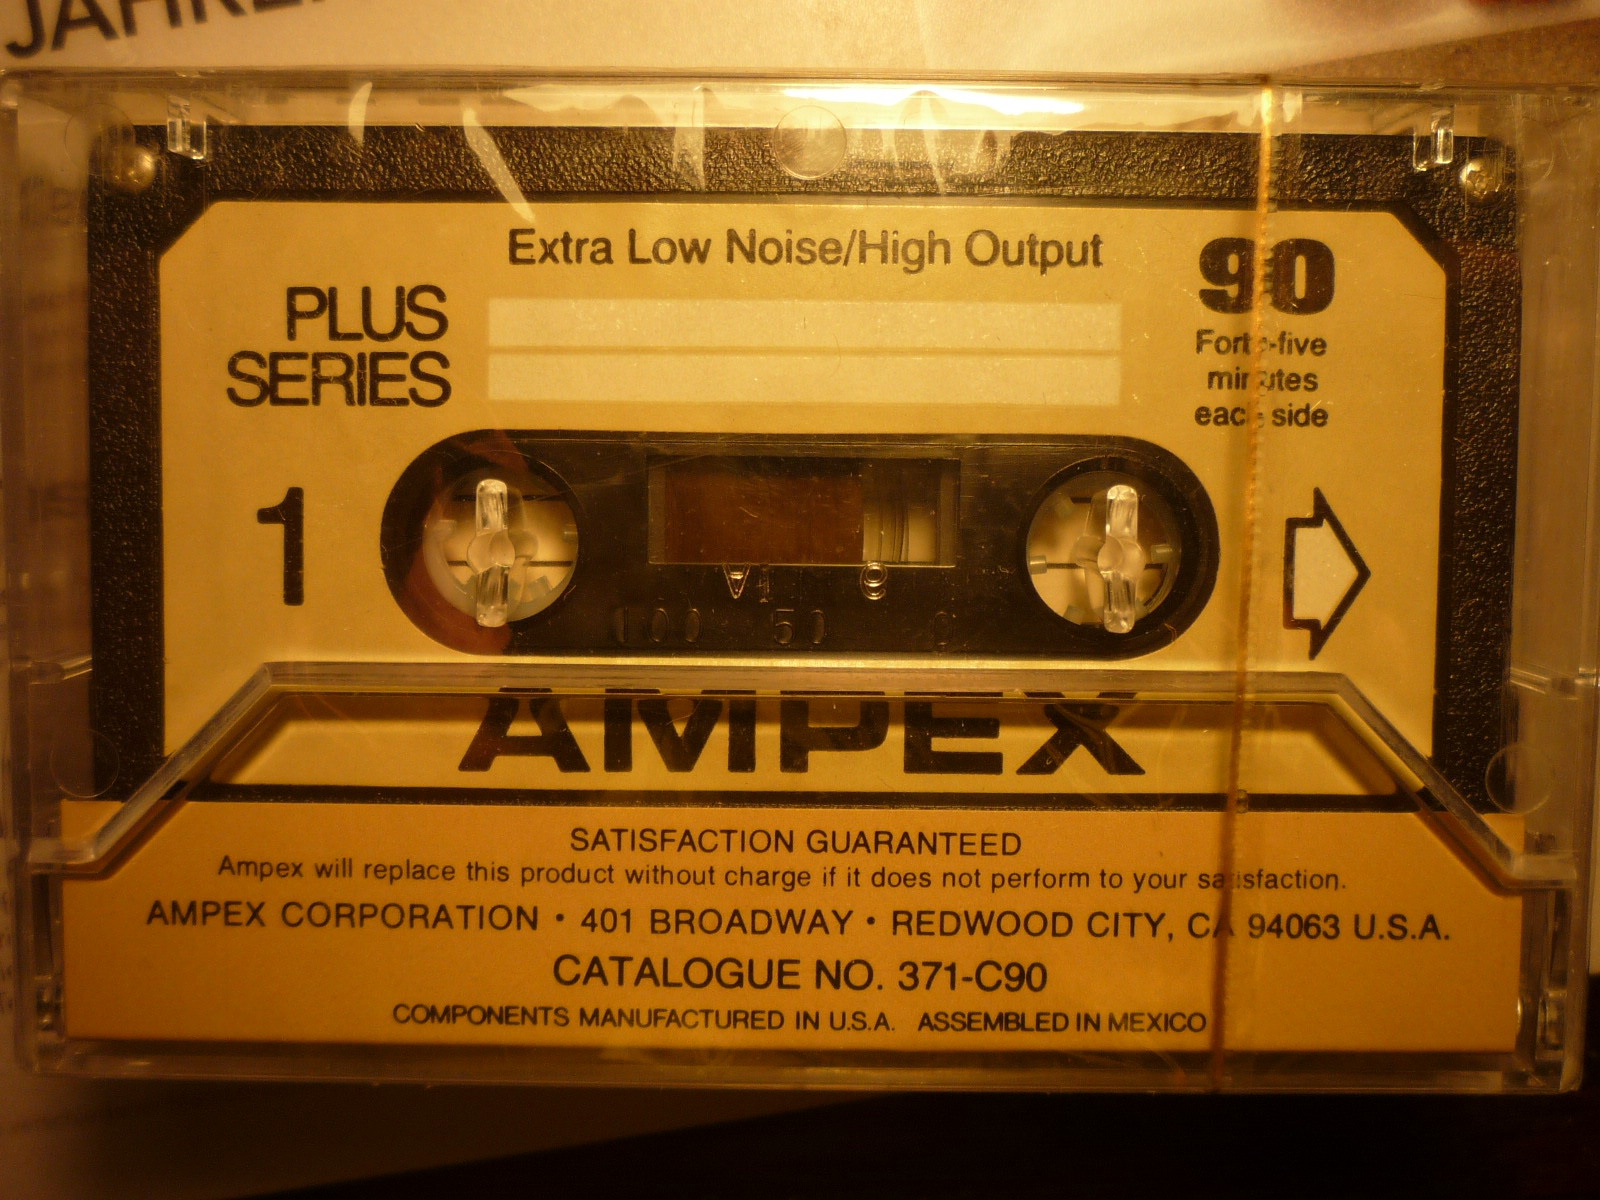 Extra Low Noise/High Output
PLUS
SERIES
90
Forty-five
minutes
each side
1
100 50 0
AMPEX
SATISFACTION GUARANTEED
Ampex will replace this product without charge if it does not perform to your satisfaction.
AMPEX CORPORATION • 401 BROADWAY • REDWOOD CITY, CA 94063 U.S.A.
CATALOGUE NO. 371-C90
COMPONENTS MANUFACTURED IN U.S.A. ASSEMBLED IN MEXICO